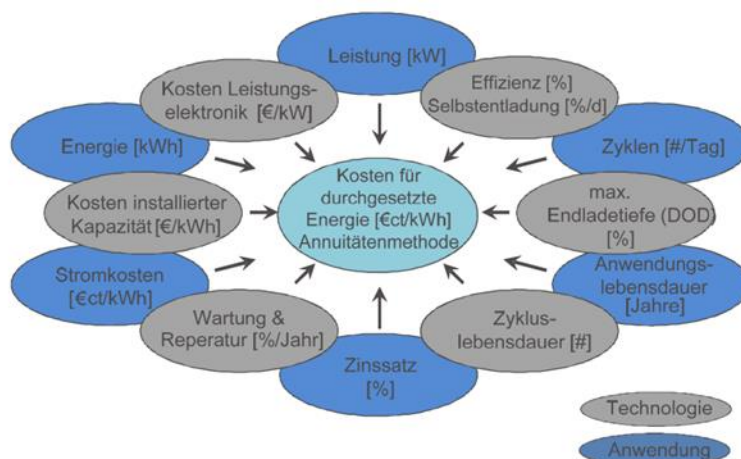 Leistung [kW]
Kosten Leistungs-
elektronik [€/kW]
Effizienz [%]
Selbstentladung [%/d]
Energie [kWh]
Zyklen [#/Tag]
Kosten installierter
Kapazität [€/kWh]
Kosten für
durchgesetzte
Energie [€ct/kWh]
Annuitätenmethode
max.
Endladetiefe (DOD)
[%]
Stromkosten
[€ct/kWh]
Anwendungs-
lebensdauer
[Jahre]
Wartung &
Reperatur [%/Jahr]
Zyklus-
lebensdauer [#]
Zinssatz
[%]
Technologie
Anwendung